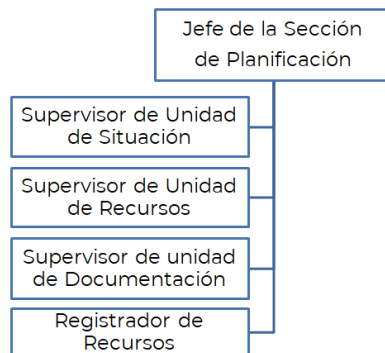 Jefe de la Sección
de Planificación
Supervisor de Unidad
de Situación
Supervisor de Unidad
de Recursos
Supervisor de unidad
de Documentación
Registrador de
Recursos